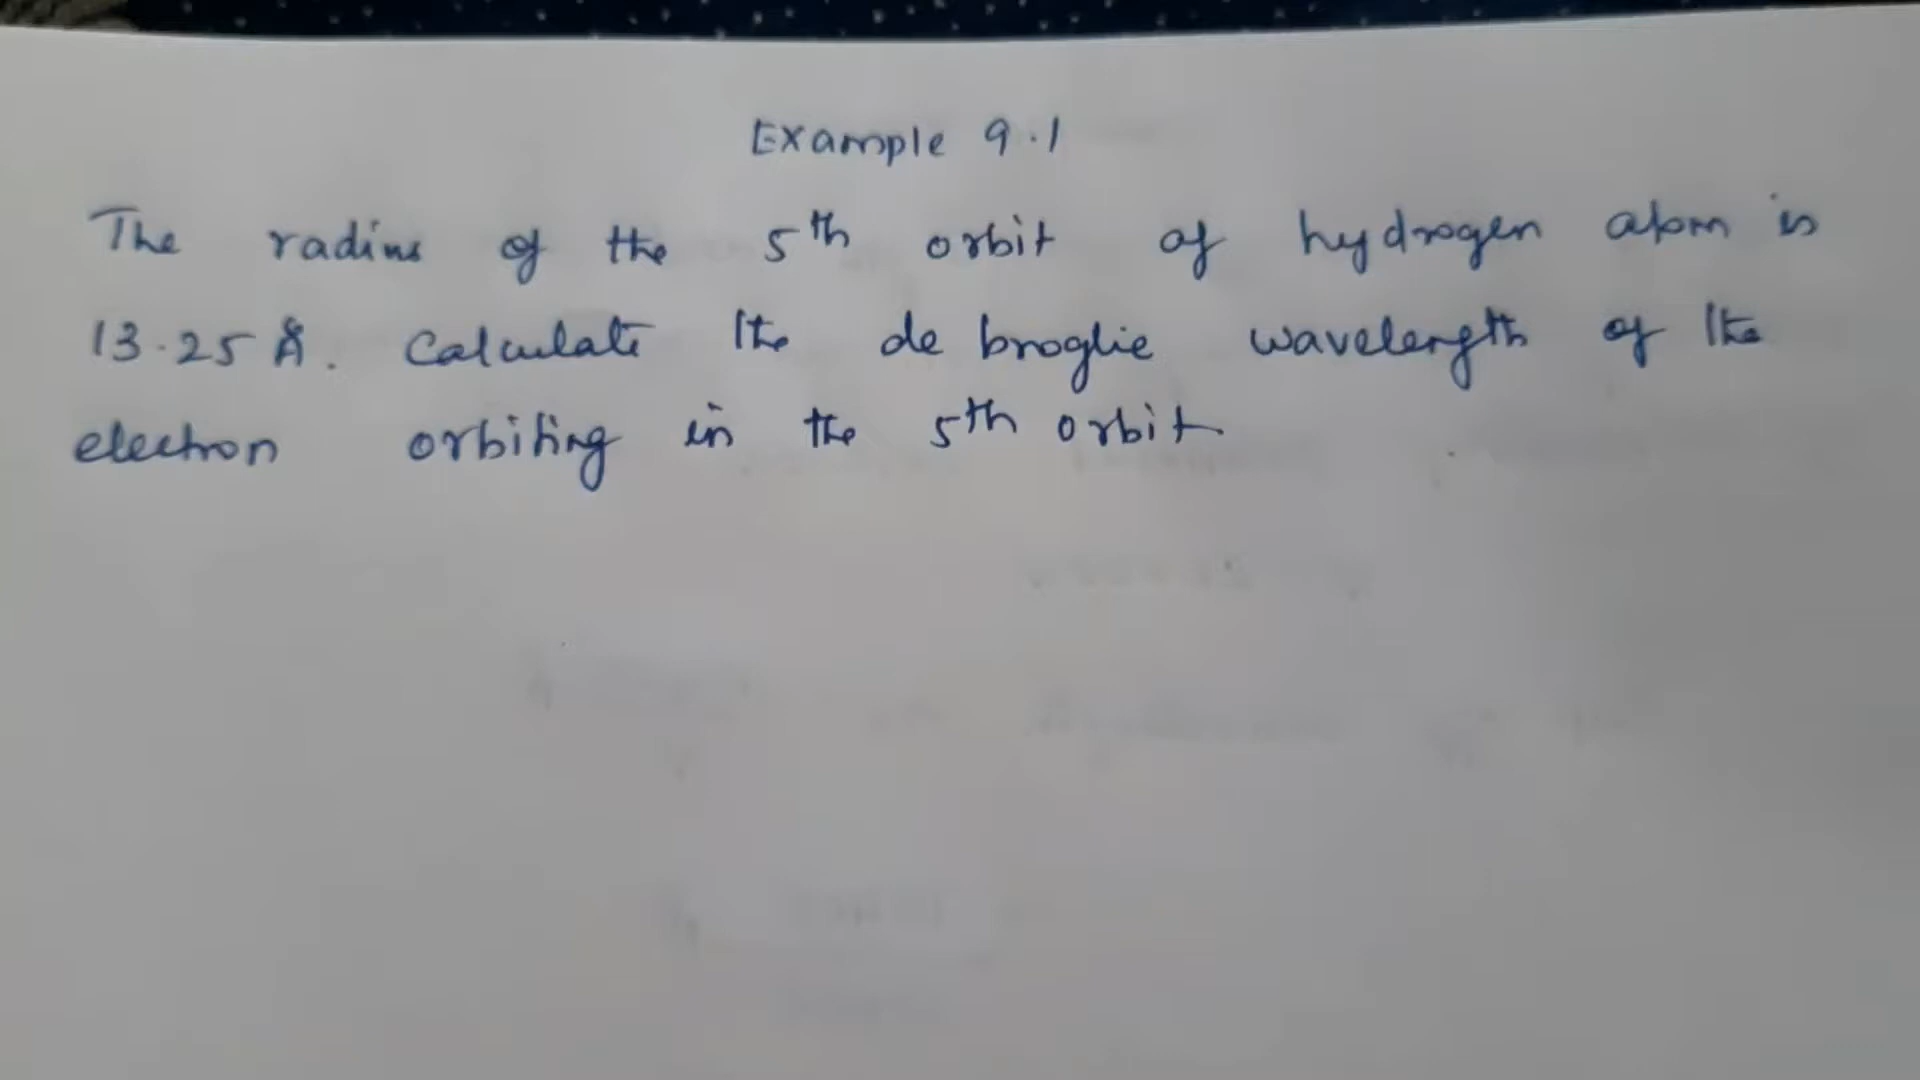 Example 9.1
The radius of the 5th orbit of hydrogen atom is
13.25 Å. Calculate the de broglie wavelength of the
electron orbiting in the 5th orbit